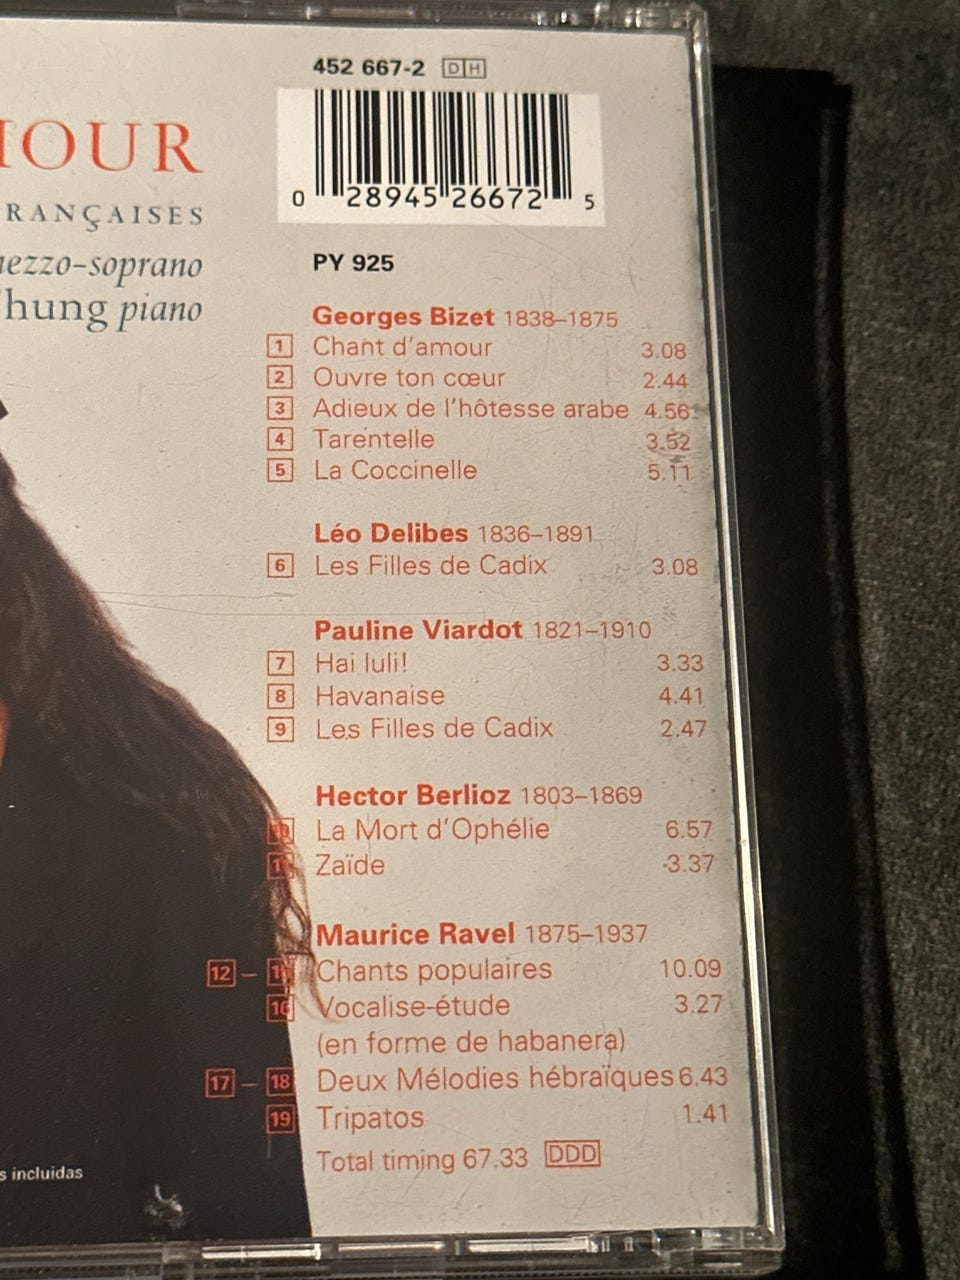 452 667-2 DH
0 28945 26672 5
PY 925
RANÇAISES
piano
Georges Bizet 1838–1875
1 Chant d'amour 3.08
2 Ouvre ton cœur 2.44
3 Adieux de l'hôtesse arabe 4.56
4 Tarentelle 3.52
5 La Coccinelle 5.11
Léo Delibes 1836–1891
6 Les Filles de Cadix 3.08
Pauline Viardot 1821–1910
7 Hai luli! 3.33
8 Havanaise 4.41
9 Les Filles de Cadix 2.47
Hector Berlioz 1803–1869
10 La Mort d'Ophélie 6.57
11 Zaïde 3.37
Maurice Ravel 1875–1937
12 – Chants populaires 10.09
16 Vocalise-étude 3.27
(en forme de habanera)
17 – 18 Deux Mélodies hébraïques 6.43
19 Tripatos 1.41
Total timing 67.33 DDD
s incluidas